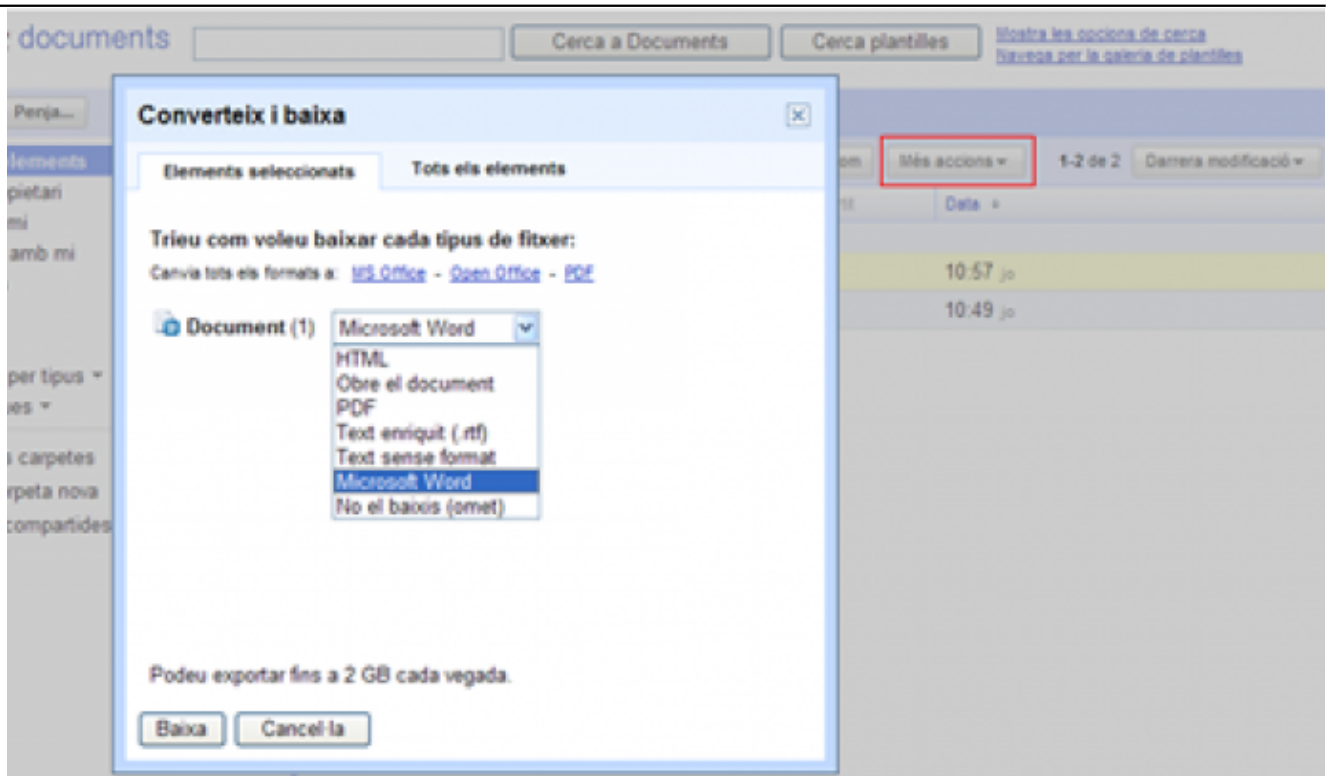 documents Cerca a Documents Cerca plantilles Mostra les opcions de cerca
Navega per la galeria de plantilles
Penja...
Converteix i baixa
Elements seleccionats Tots els elements
Més accions 1-2 de 2 Darrera modificació
Data
Trieu com voleu baixar cada tipus de fitxer:
Canvia tots els formats a: MS Office - Open Office - PDF
Document (1) Microsoft Word
HTML
Obre el document
PDF
Text enriquit (.rtf)
Text sense format
Microsoft Word
No el baixis (omet)
Podeu exportar fins a 2 GB cada vegada.
Baixa Cancel·la
lements
pietari
mi
amb mi
per tipus
ues
s carpetes
rpeta nova
compartides
10:57 jo
10:49 jo